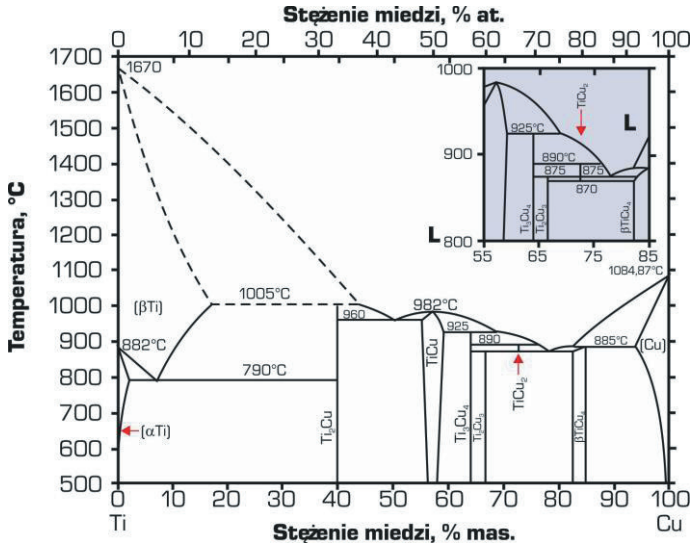 Stężenie miedzi, % at.
0 10 20 30 40 50 60 70 80 100
1700
1670
1600
1500
1400
1300
1200
1100
1000
900
800
700
600
500
Temperatura, °C
1000
900
800
925°C
890°C
875 875
870
TiCu₂
L
Ti₃Cu₄
Ti₂Cu₃
βTiCu₄
55 65 75 85
L
1084,87°C
1005°C
(βTi)
882°C
790°C
(αTi)
Ti₂Cu
960
982°C
925
890
885°C
(Cu)
TiCu
Ti₃Cu₄
Ti₂Cu₃
TiCu₂
βTiCu₄
0 10 20 30 40 50 60 70 80 90 100
Ti Cu
Stężenie miedzi, % mas.